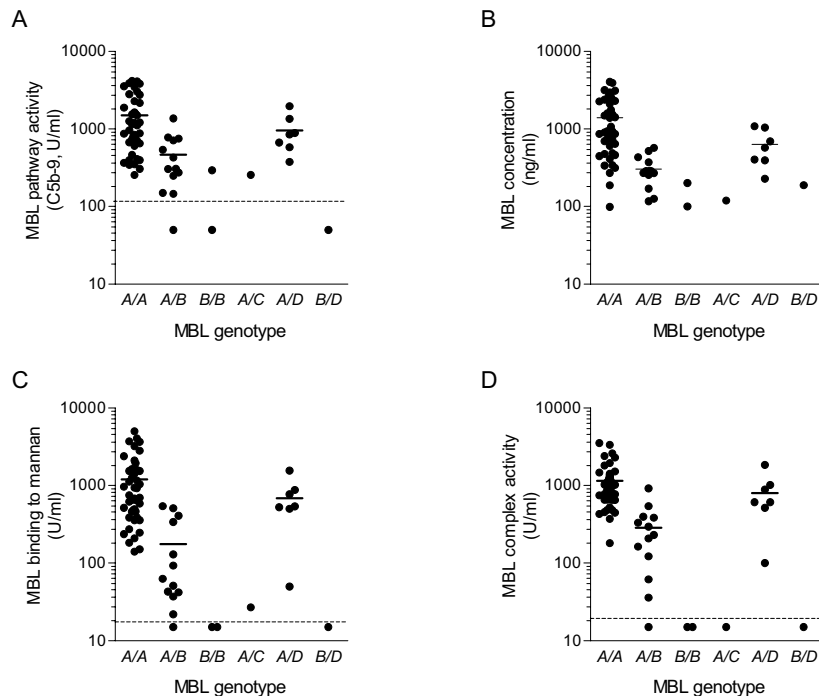 A
MBL pathway activity
(C5b-9, U/ml)
10000
1000
100
10
A/A A/B B/B A/C A/D B/D
MBL genotype
B
MBL concentration
(ng/ml)
10000
1000
100
10
A/A A/B B/B A/C A/D B/D
MBL genotype
C
MBL binding to mannan
(U/ml)
10000
1000
100
10
A/A A/B B/B A/C A/D B/D
MBL genotype
D
MBL complex activity
(U/ml)
10000
1000
100
10
A/A A/B B/B A/C A/D B/D
MBL genotype